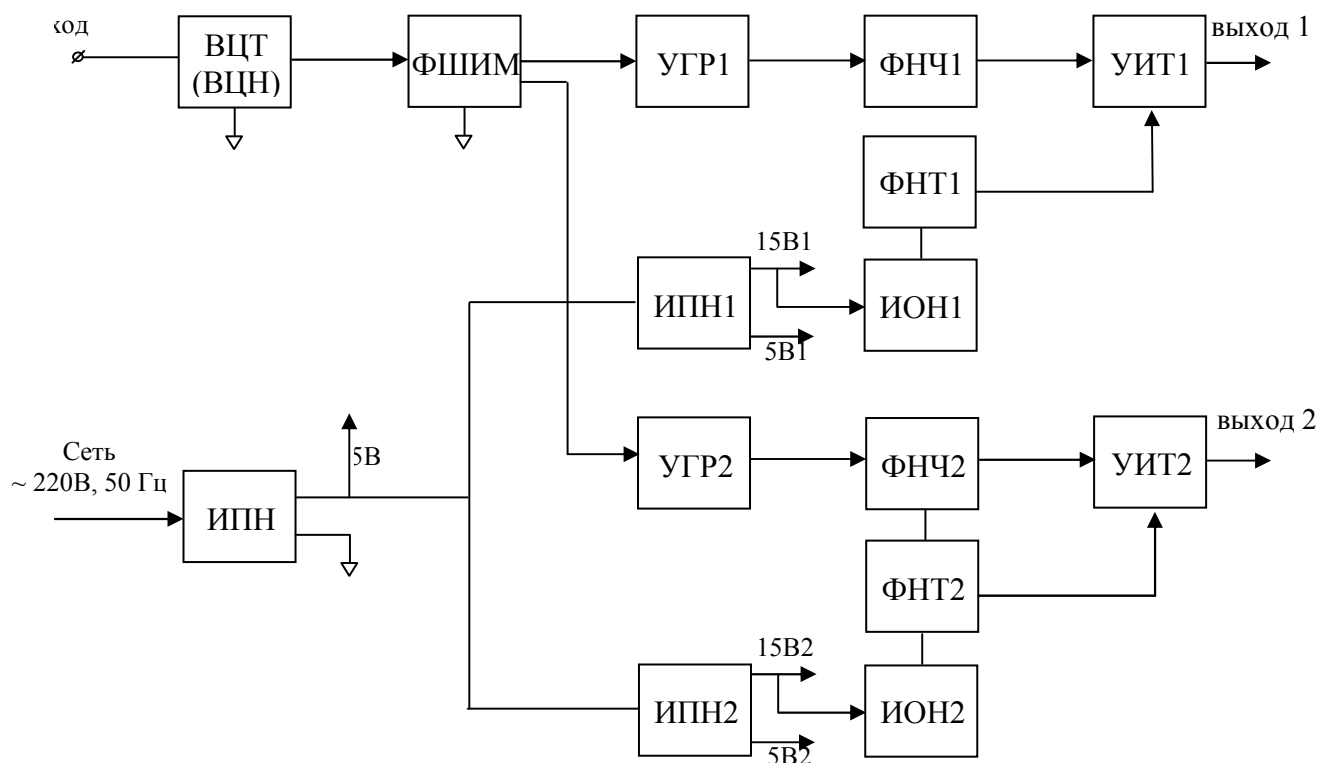 ход
ВЦТ
(ВЦН)
ФШИМ
УГР1
ФНЧ1
УИТ1
выход 1
ФНТ1
15В1
ИПН1
ИОН1
5В1
Сеть
~ 220В, 50 Гц
5В
ИПН
УГР2
ФНЧ2
УИТ2
выход 2
ФНТ2
15В2
ИПН2
ИОН2
5В2